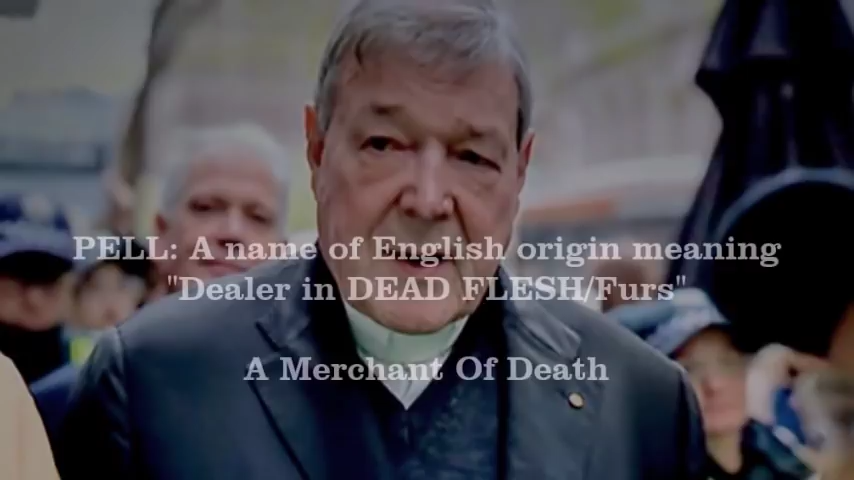 PELL: A name of English origin meaning
"Dealer in DEAD FLESH/Furs"
A Merchant Of Death